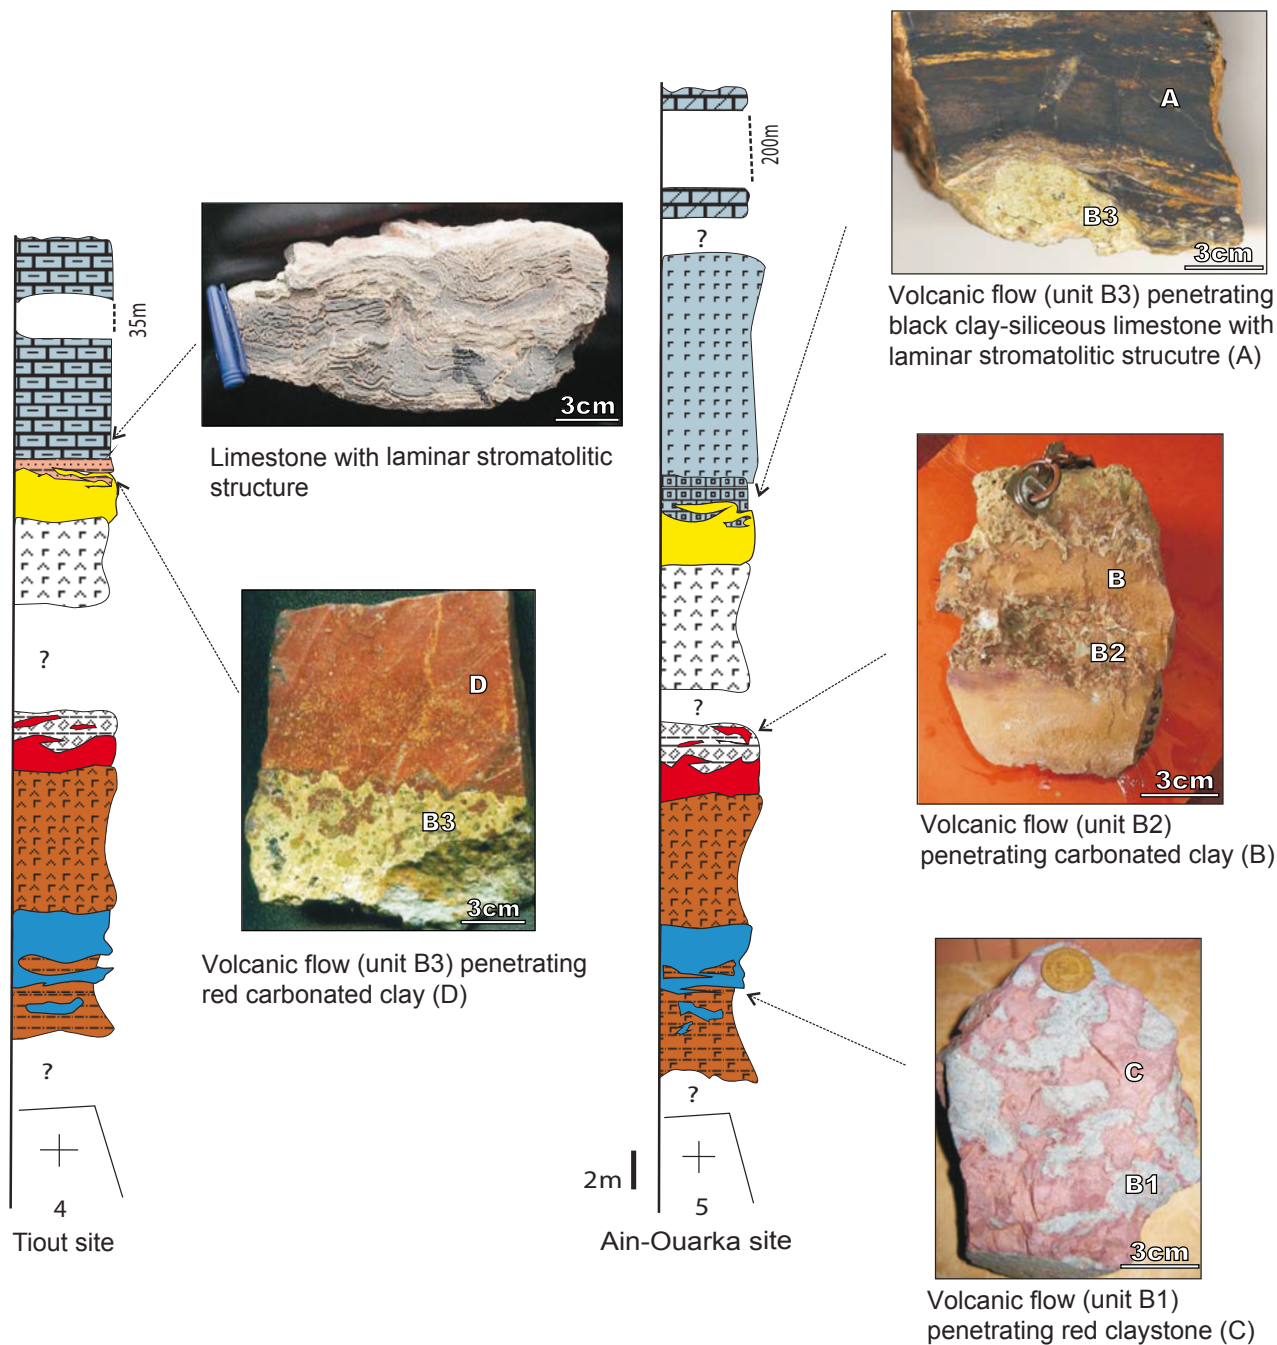 35m
3cm
Limestone with laminar stromatolitic
structure
?
D
B3
3cm
Volcanic flow (unit B3) penetrating
red carbonated clay (D)
?
4
Tiout site
200m
?
?
?
2m
5
Ain-Ouarka site
A
B3
3cm
Volcanic flow (unit B3) penetrating
black clay-siliceous limestone with
laminar stromatolitic strucutre (A)
B
B2
3cm
Volcanic flow (unit B2)
penetrating carbonated clay (B)
C
B1
3cm
Volcanic flow (unit B1)
penetrating red claystone (C)